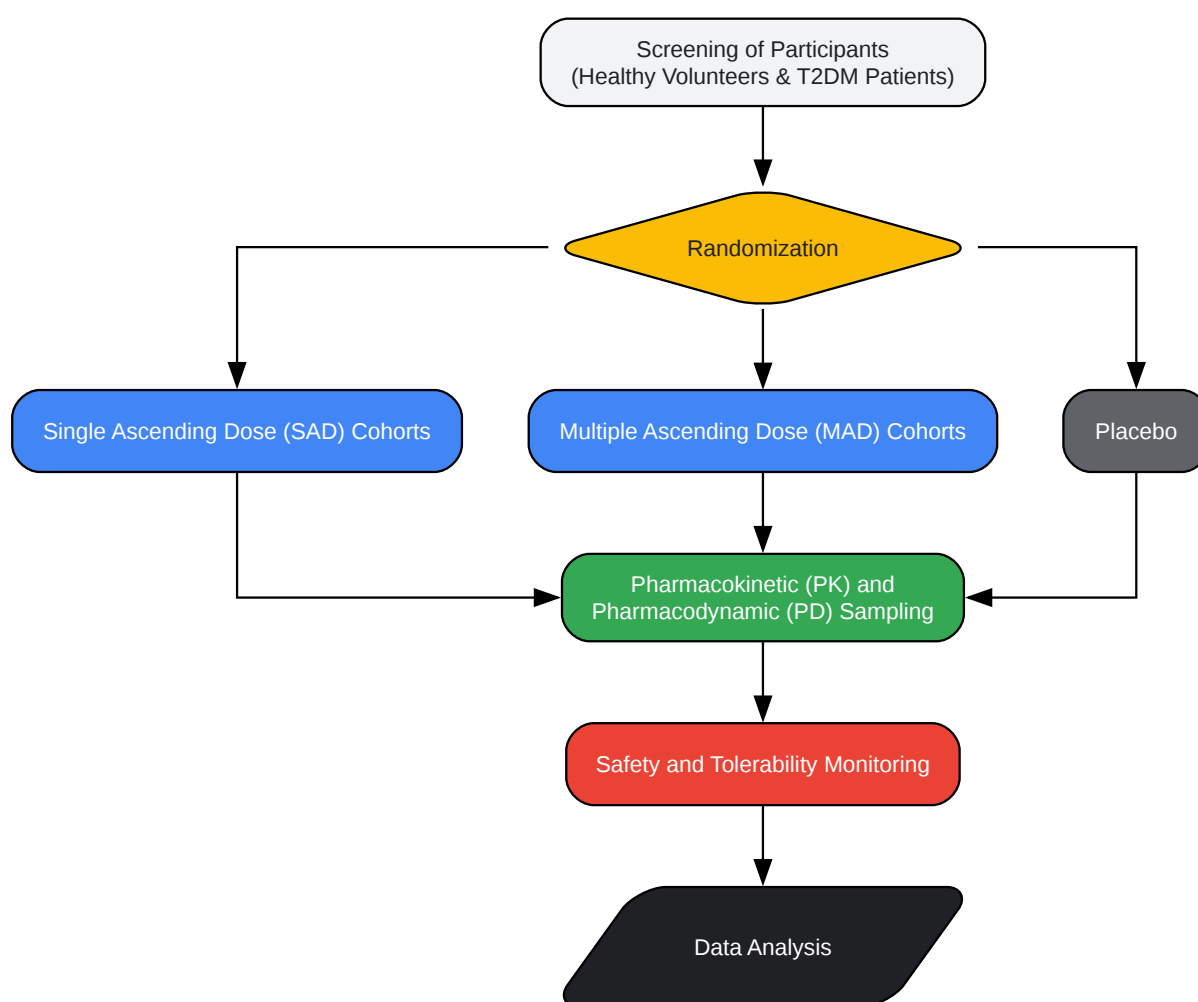 Screening of Participants
(Healthy Volunteers & T2DM Patients)
Randomization
Single Ascending Dose (SAD) Cohorts
Multiple Ascending Dose (MAD) Cohorts
Placebo
Pharmacokinetic (PK) and
Pharmacodynamic (PD) Sampling
Safety and Tolerability Monitoring
Data Analysis